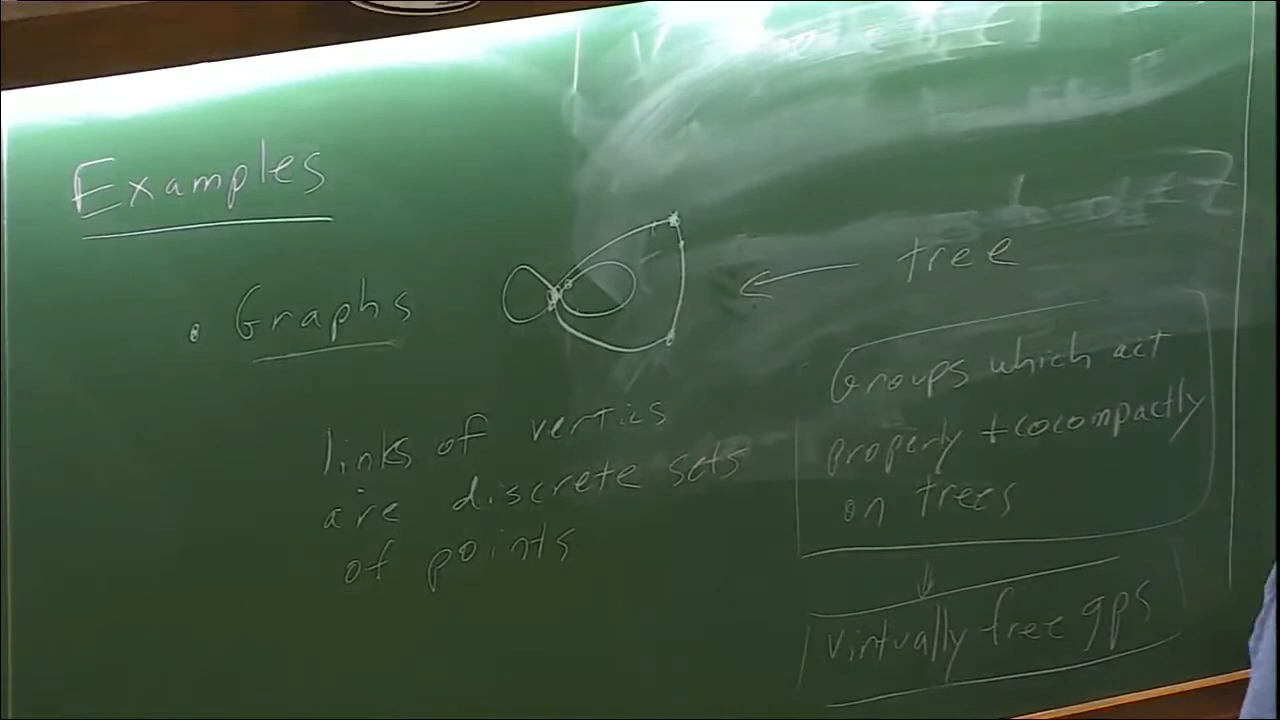 Examples
• Graphs
links of vertics
are discrete sets
of points
tree
Groups which act
properly + cocompactly
on trees
virtually free gps